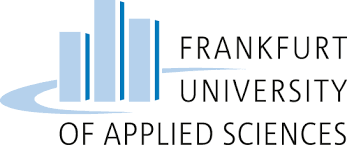 FRANKFURT
UNIVERSITY
OF APPLIED SCIENCES